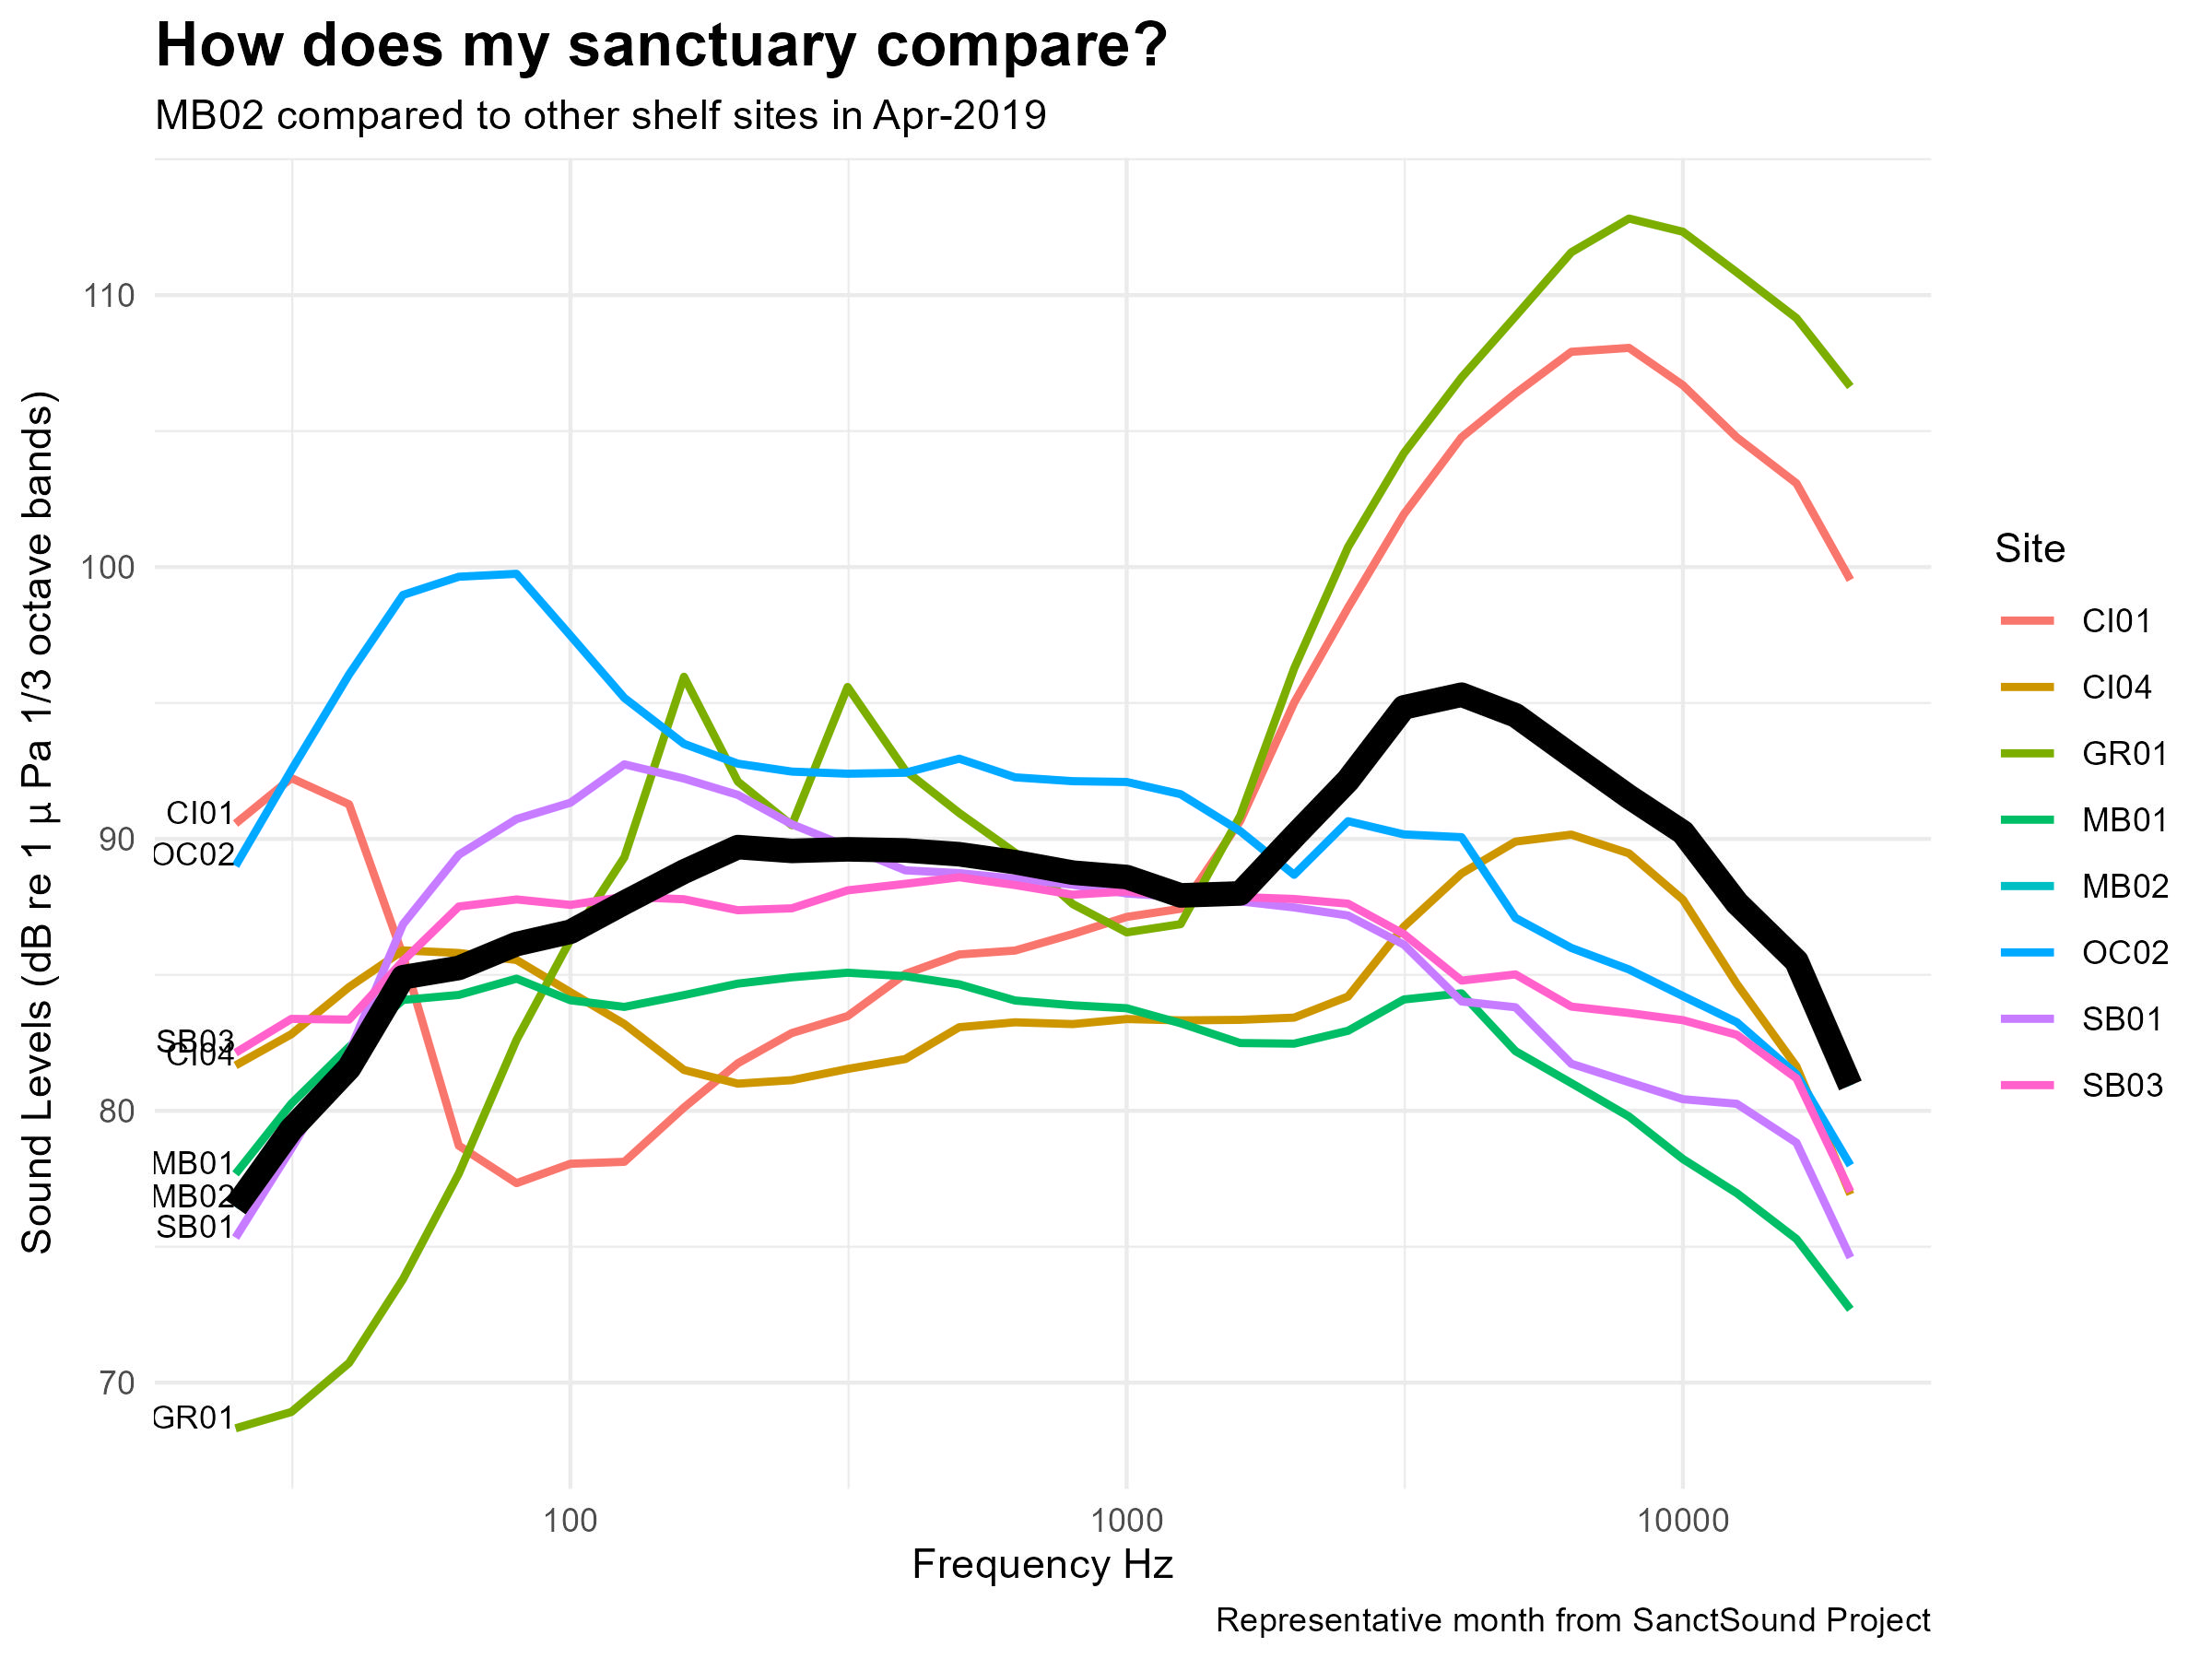 How does my sanctuary compare?
MB02 compared to other shelf sites in Apr-2019
Sound Levels (dB re 1 µ Pa 1/3 octave bands)
110
100
90
80
70
CI01
OC02
SB03
CI04
MB01
MB02
SB01
GR01
100
1000
10000
Frequency Hz
Site
CI01
CI04
GR01
MB01
MB02
OC02
SB01
SB03
Representative month from SanctSound Project